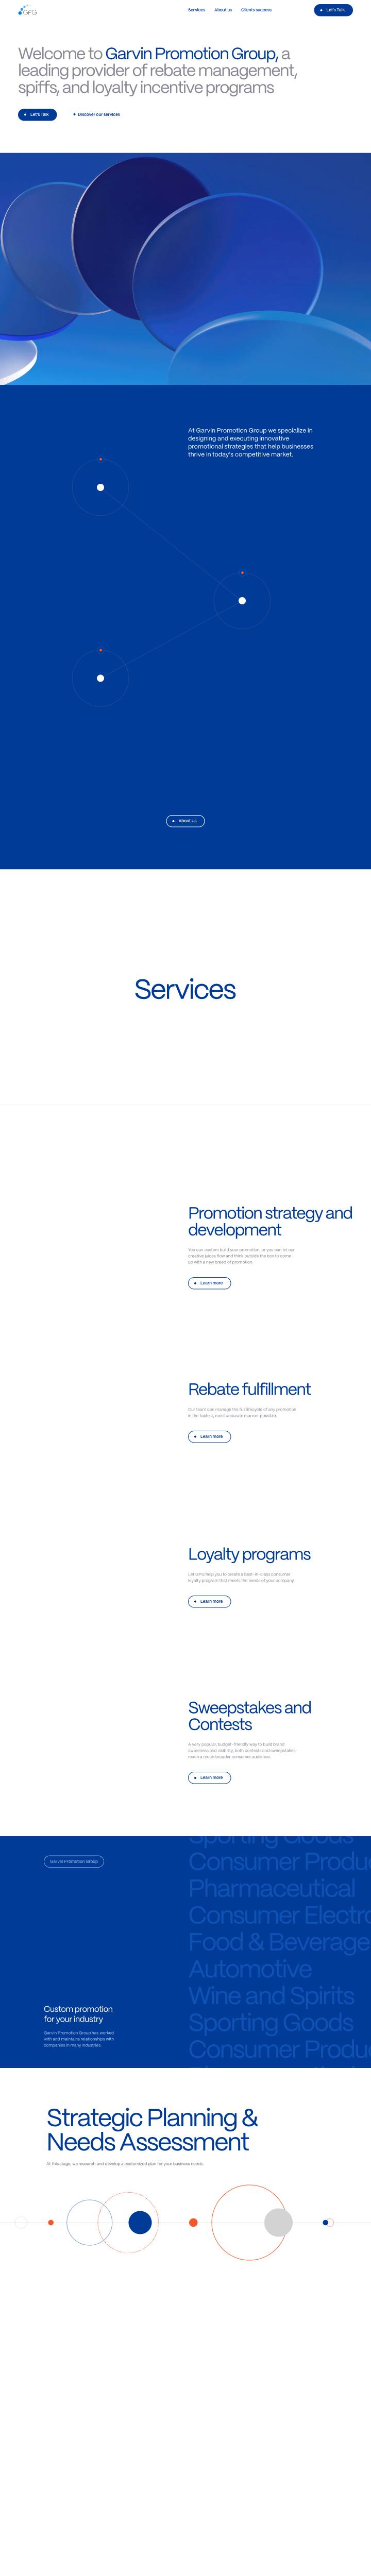 GPG
Services
About us
Clients success
Let's Talk
Welcome to Garvin Promotion Group, a
leading provider of rebate management,
spiffs, and loyalty incentive programs
Let's Talk
Discover our services
At Garvin Promotion Group we specialize in
designing and executing innovative
promotional strategies that help businesses
thrive in today's competitive market.
About Us
Services
Promotion strategy and
development
You can custom build your promotion, or you can let our
creative juices flow and think outside the box to come
up with a new breed of promotion.
Learn more
Rebate fulfillment
Our team can manage the full lifecycle of any promotion
in the fastest, most accurate manner possible.
Learn more
Loyalty programs
Let GPG help you to create a best-in-class consumer
loyalty program that meets the needs of your company.
Learn more
Sweepstakes and
Contests
A very popular, budget-friendly way to build brand
awareness and visibility, both contests and sweepstakes
reach a much broader consumer audience.
Learn more
Garvin Promotion Group
Sporting Goods
Consumer Produ
Pharmaceutical
Consumer Electro
Food & Beverage
Automotive
Wine and Spirits
Sporting Goods
Consumer Produ
Custom promotion
for your industry
Garvin Promotion Group has worked
with and maintains relationships with
companies in many industries.
Strategic Planning &
Needs Assessment
At this stage, we research and develop a customized plan for your business needs.